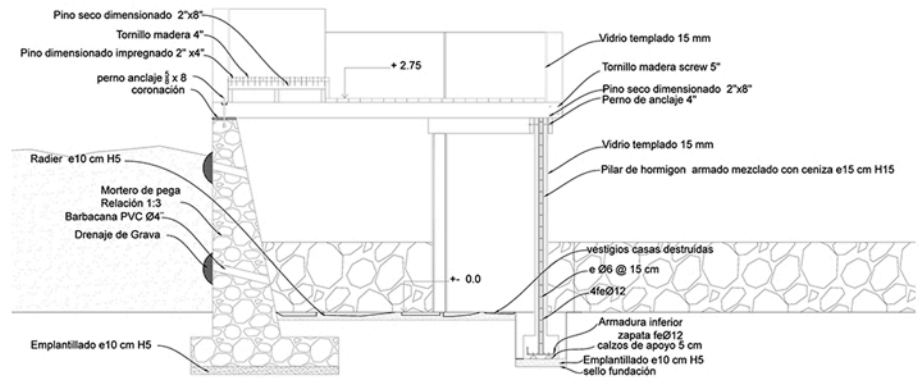 Pino seco dimensionado 2"x8"
Tornillo madera 4"
Pino dimensionado impregnado 2" x4"
perno anclaje x 8
coronación
+ 2.75
Vidrio templado 15 mm
Tornillo madera screw 5"
Pino seco dimensionado 2"x8"
Perno de anclaje 4"
Vidrio templado 15 mm
Pilar de hormigon armado mezclado con ceniza e15 cm H15
Radier e10 cm H5
Mortero de pega
Relación 1:3
Barbacana PVC Ø4"
Drenaje de Grava
vestigios casas destruídas
+- 0.0
e Ø6 @ 15 cm
4feØ12
Armadura inferior
zapata feØ12
calzos de apoyo 5 cm
Emplantillado e10 cm H5
Emplantillado e10 cm H5
sello fundación